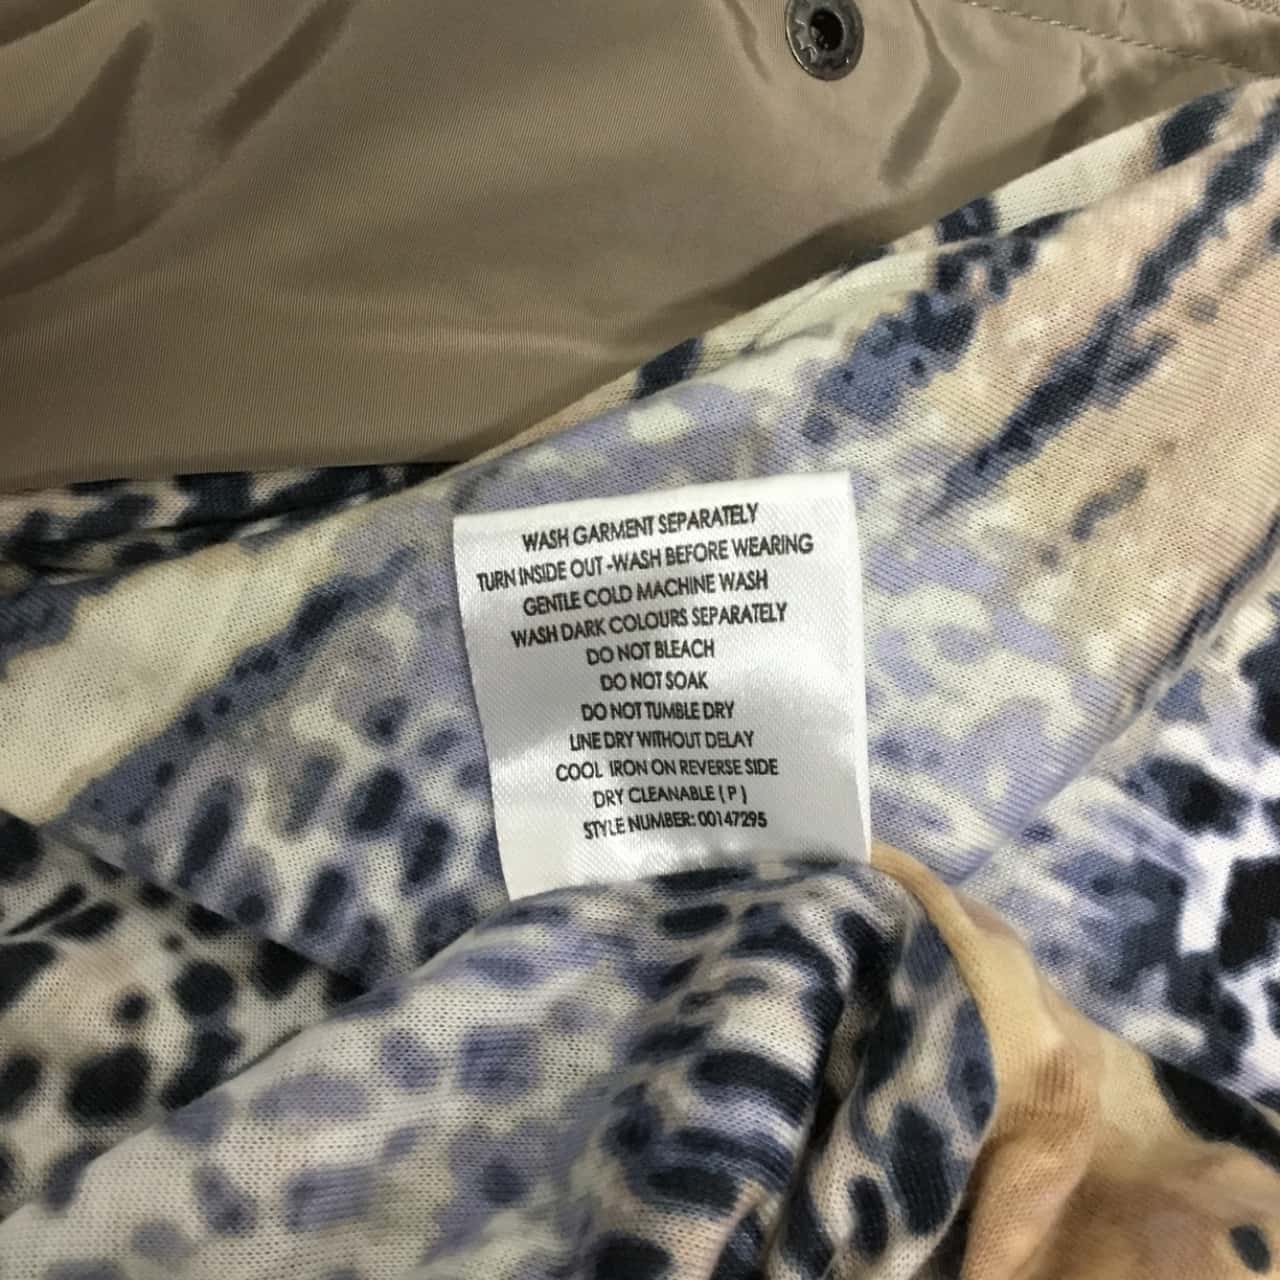 WASH GARMENT SEPARATELY
TURN INSIDE OUT -WASH BEFORE WEARING
GENTLE COLD MACHINE WASH
WASH DARK COLOURS SEPARATELY
DO NOT BLEACH
DO NOT SOAK
DO NOT TUMBLE DRY
LINE DRY WITHOUT DELAY
COOL IRON ON REVERSE SIDE
DRY CLEANABLE ( P )
STYLE NUMBER: 00147295